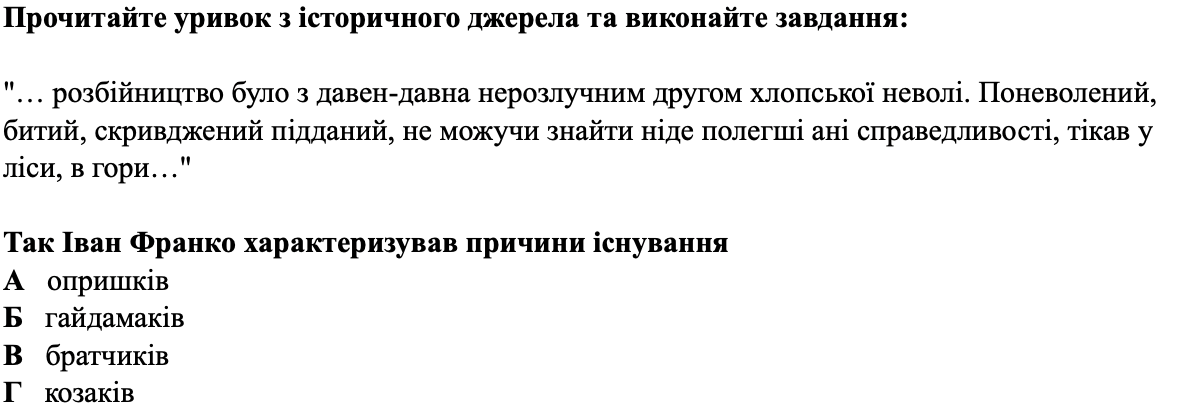 Прочитайте уривок з історичного джерела та виконайте завдання:
"… розбійництво було з давен-давна нерозлучним другом хлопської неволі. Поневолений,
битий, скривджений підданий, не можучи знайти ніде полегші ані справедливості, тікав у
ліси, в гори…"
Так Іван Франко характеризував причини існування
А опришків
Б гайдамаків
В братчиків
Г козаків